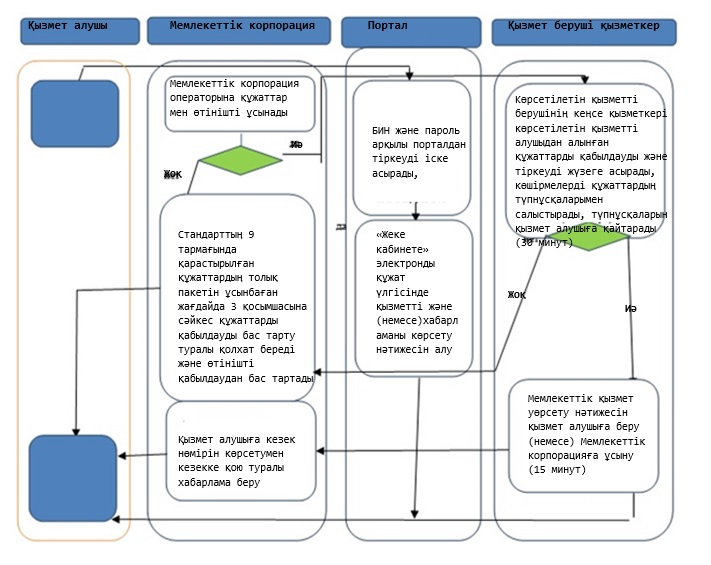 Қызмет алушы
Мемлекеттік корпорация
Портал
Қызмет беруші қызметкер
Мемлекеттік корпорация
операторына құжаттар
мен өтінішті ұсынады
Иә
Жоқ
Стандарттың 9
тармағында
қарастырылған
құжаттардың толық
пакетін ұсынбаған
жағдайда 3 қосымшасына
сәйкес құжаттарды
қабылдауды бас тарту
туралы қолхат береді
және өтінішті
қабылдаудан бас тартады
Қызмет алушыға кезек
нөмірін көрсетумен
кезекке қою туралы
хабарлама беру
БИН және пароль
арқылы порталдан
тіркеуді іске
асырады,
да
«Жеке
кабинете»
электронды
құжат
үлгісінде
қызметті және
(немесе)хабарл
аманы көрсету
нәтижесін алу
Көрсетілетін қызметті
берушінің кеңсе қызметкері
көрсетілетін қызметті
алушыдан алынған
құжаттарды қабылдауды және
тіркеуді жүзеге асырады,
көшірмелерді құжаттардың
түпнұсқаларымен
салыстырады, түпнұсқаларын
қызмет алушыға қайтарады
(30 минут)
Жоқ
иә
Мемлекеттік қызмет
уөрсету нәтижесін
қызмет алушыға беру
(немесе) Мемлекеттік
корпорацияға ұсыну
(15 минут)